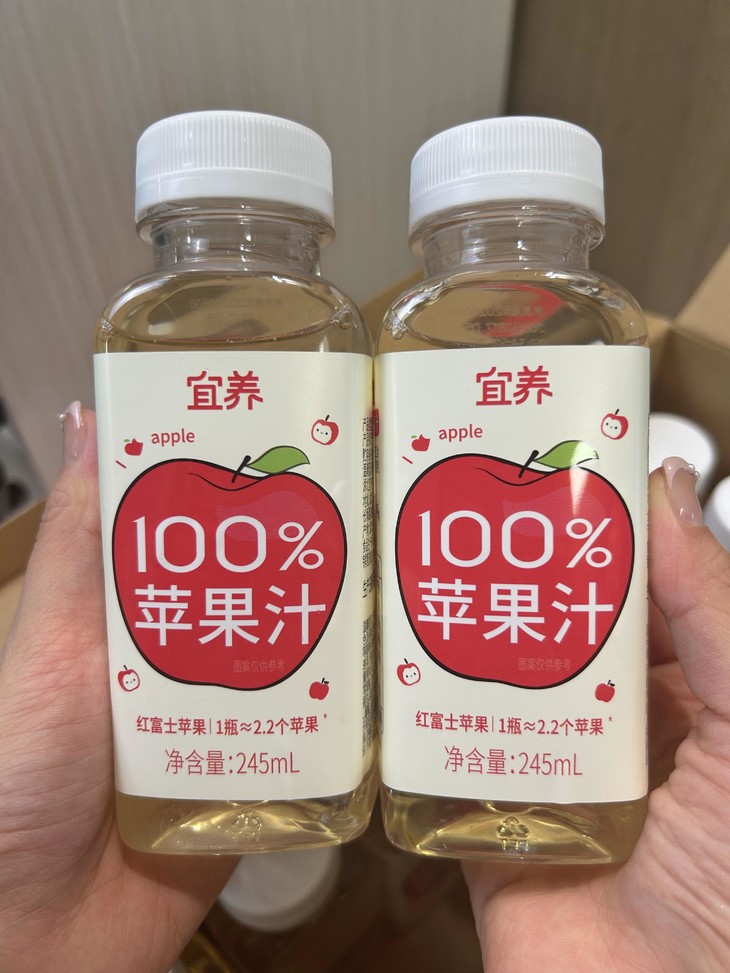 宜养
apple
100%
苹果汁
图案仅供参考
红富士苹果|1瓶≈2.2个苹果*
净含量:245mL
宜养
apple
100%
苹果汁
图案仅供参考
红富士苹果|1瓶≈2.2个苹果*
净含量:245mL